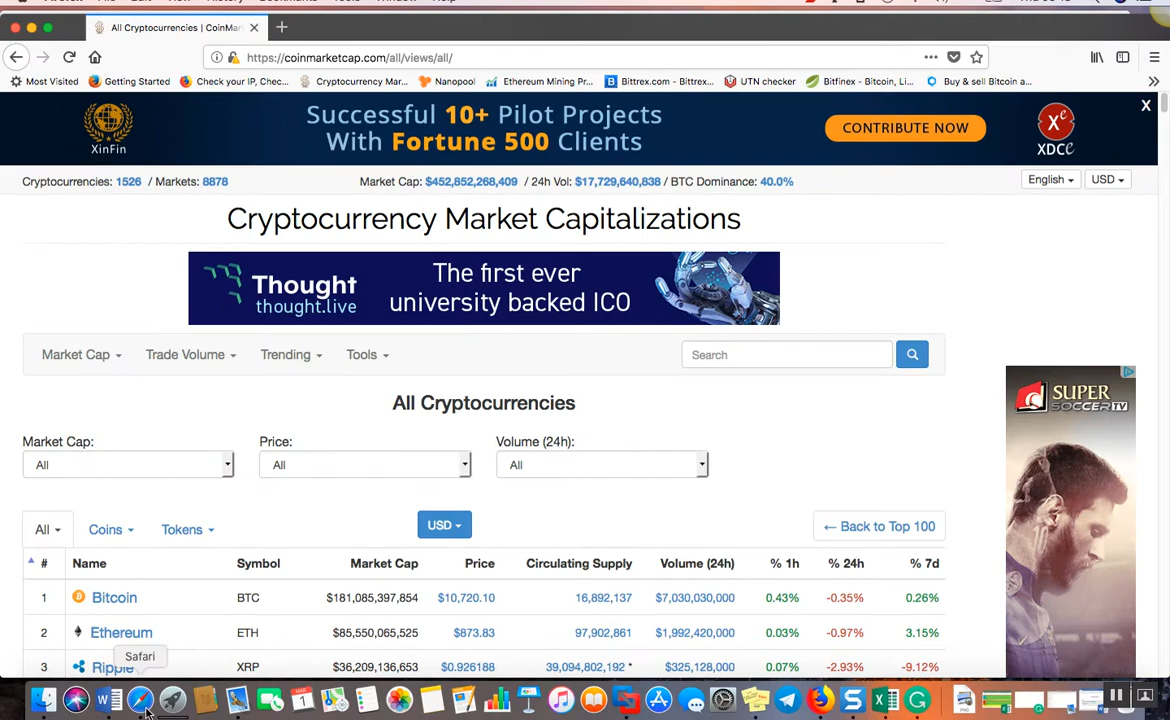 All Cryptocurrencies | CoinMar
https://coinmarketcap.com/all/views/all/
Most Visited Getting Started Check your IP, Chec... Cryptocurrency Mar... Nanopool Ethereum Mining Pr... Bittrex.com - Bittrex,... UTN checker Bitfinex - Bitcoin, Li... Buy & sell Bitcoin a...
XinFin
Successful 10+ Pilot Projects
With Fortune 500 Clients
CONTRIBUTE NOW
XDCE
X
Cryptocurrencies: 1526 / Markets: 8878 Market Cap: $452,852,268,409 / 24h Vol: $17,729,640,838 / BTC Dominance: 40.0% English USD
Cryptocurrency Market Capitalizations
Thought
thought.live
The first ever
university backed ICO
Market Cap Trade Volume Trending Tools Search
SUPER
SOCCER TV
All Cryptocurrencies
Market Cap: Price: Volume (24h):
All All All
All Coins Tokens USD ← Back to Top 100
# Name Symbol Market Cap Price Circulating Supply Volume (24h) % 1h % 24h % 7d
1 Bitcoin BTC $181,085,397,854 $10,720.10 16,892,137 $7,030,030,000 0.43% -0.35% 0.26%
2 Ethereum ETH $85,550,065,525 $873.83 97,902,861 $1,992,420,000 0.03% -0.97% 3.15%
Safari
3 Ripple XRP $36,209,136,653 $0.926188 39,094,802,192 * $325,128,000 0.07% -2.93% -9.12%